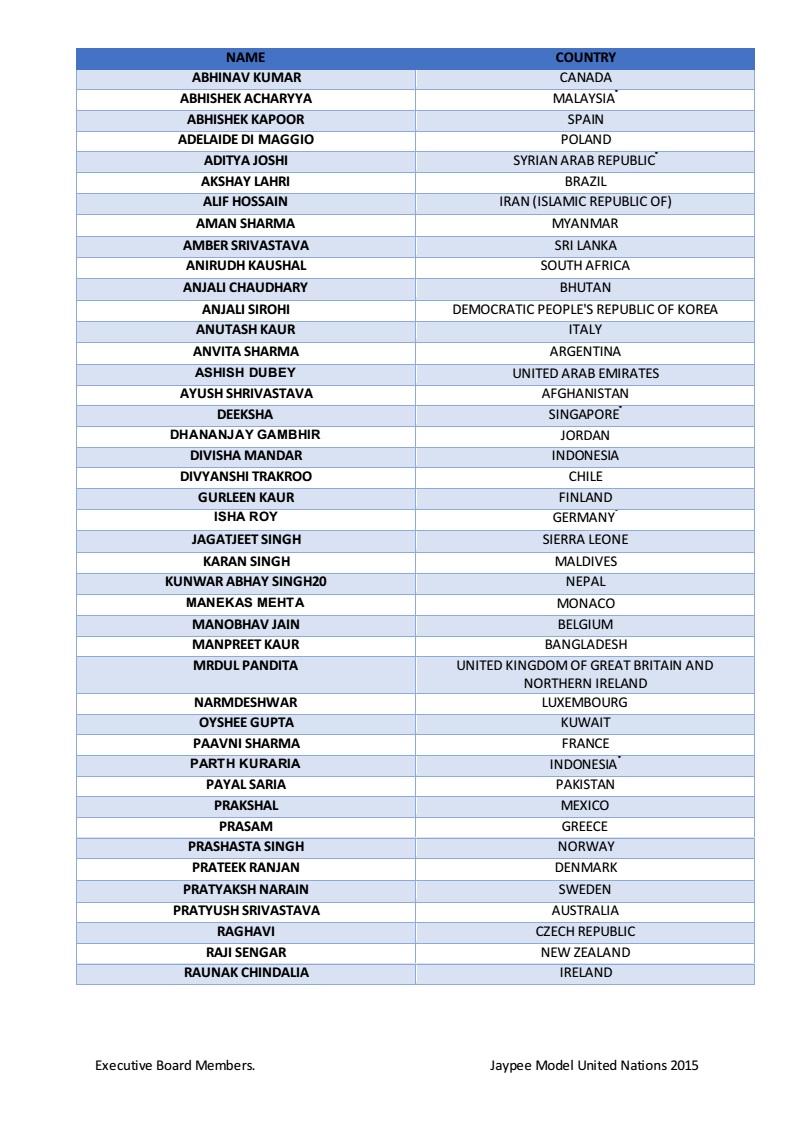 NAME COUNTRY
ABHINAV KUMAR CANADA
ABHISHEK ACHARYYA MALAYSIA*
ABHISHEK KAPOOR SPAIN
ADELAIDE DI MAGGIO POLAND
ADITYA JOSHI SYRIAN ARAB REPUBLIC*
AKSHAY LAHRI BRAZIL
ALIF HOSSAIN IRAN (ISLAMIC REPUBLIC OF)
AMAN SHARMA MYANMAR
AMBER SRIVASTAVA SRI LANKA
ANIRUDH KAUSHAL SOUTH AFRICA
ANJALI CHAUDHARY BHUTAN
ANJALI SIROHI DEMOCRATIC PEOPLE'S REPUBLIC OF KOREA
ANUTASH KAUR ITALY
ANVITA SHARMA ARGENTINA
ASHISH DUBEY UNITED ARAB EMIRATES
AYUSH SHRIVASTAVA AFGHANISTAN
DEEKSHA SINGAPORE*
DHANANJAY GAMBHIR JORDAN
DIVISHA MANDAR INDONESIA
DIVYANSHI TRAKROO CHILE
GURLEEN KAUR FINLAND
ISHA ROY GERMANY*
JAGATJEET SINGH SIERRA LEONE
KARAN SINGH MALDIVES
KUNWAR ABHAY SINGH20 NEPAL
MANEKAS MEHTA MONACO
MANOBHAV JAIN BELGIUM
MANPREET KAUR BANGLADESH
MRDUL PANDITA UNITED KINGDOM OF GREAT BRITAIN AND
NORTHERN IRELAND
NARMDESHWAR LUXEMBOURG
OYSHEE GUPTA KUWAIT
PAAVNI SHARMA FRANCE
PARTH KURARIA INDONESIA*
PAYAL SARIA PAKISTAN
PRAKSHAL MEXICO
PRASAM GREECE
PRASHASTA SINGH NORWAY
PRATEEK RANJAN DENMARK
PRATYAKSH NARAIN SWEDEN
PRATYUSH SRIVASTAVA AUSTRALIA
RAGHAVI CZECH REPUBLIC
RAJI SENGAR NEW ZEALAND
RAUNAK CHINDALIA IRELAND
Executive Board Members. Jaypee Model United Nations 2015